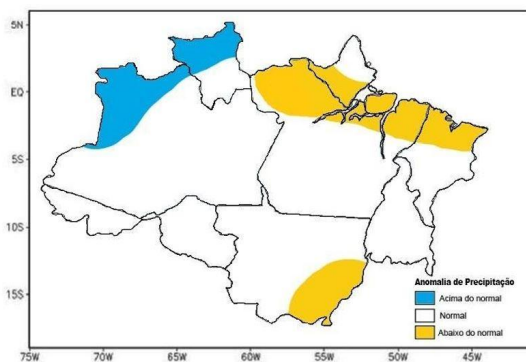 5N
EQ
5S
10S
15S
75W
70W
65W
60W
55W
50W
45W
Anomalia de Precipitação
Acima do normal
Normal
Abaixo do normal